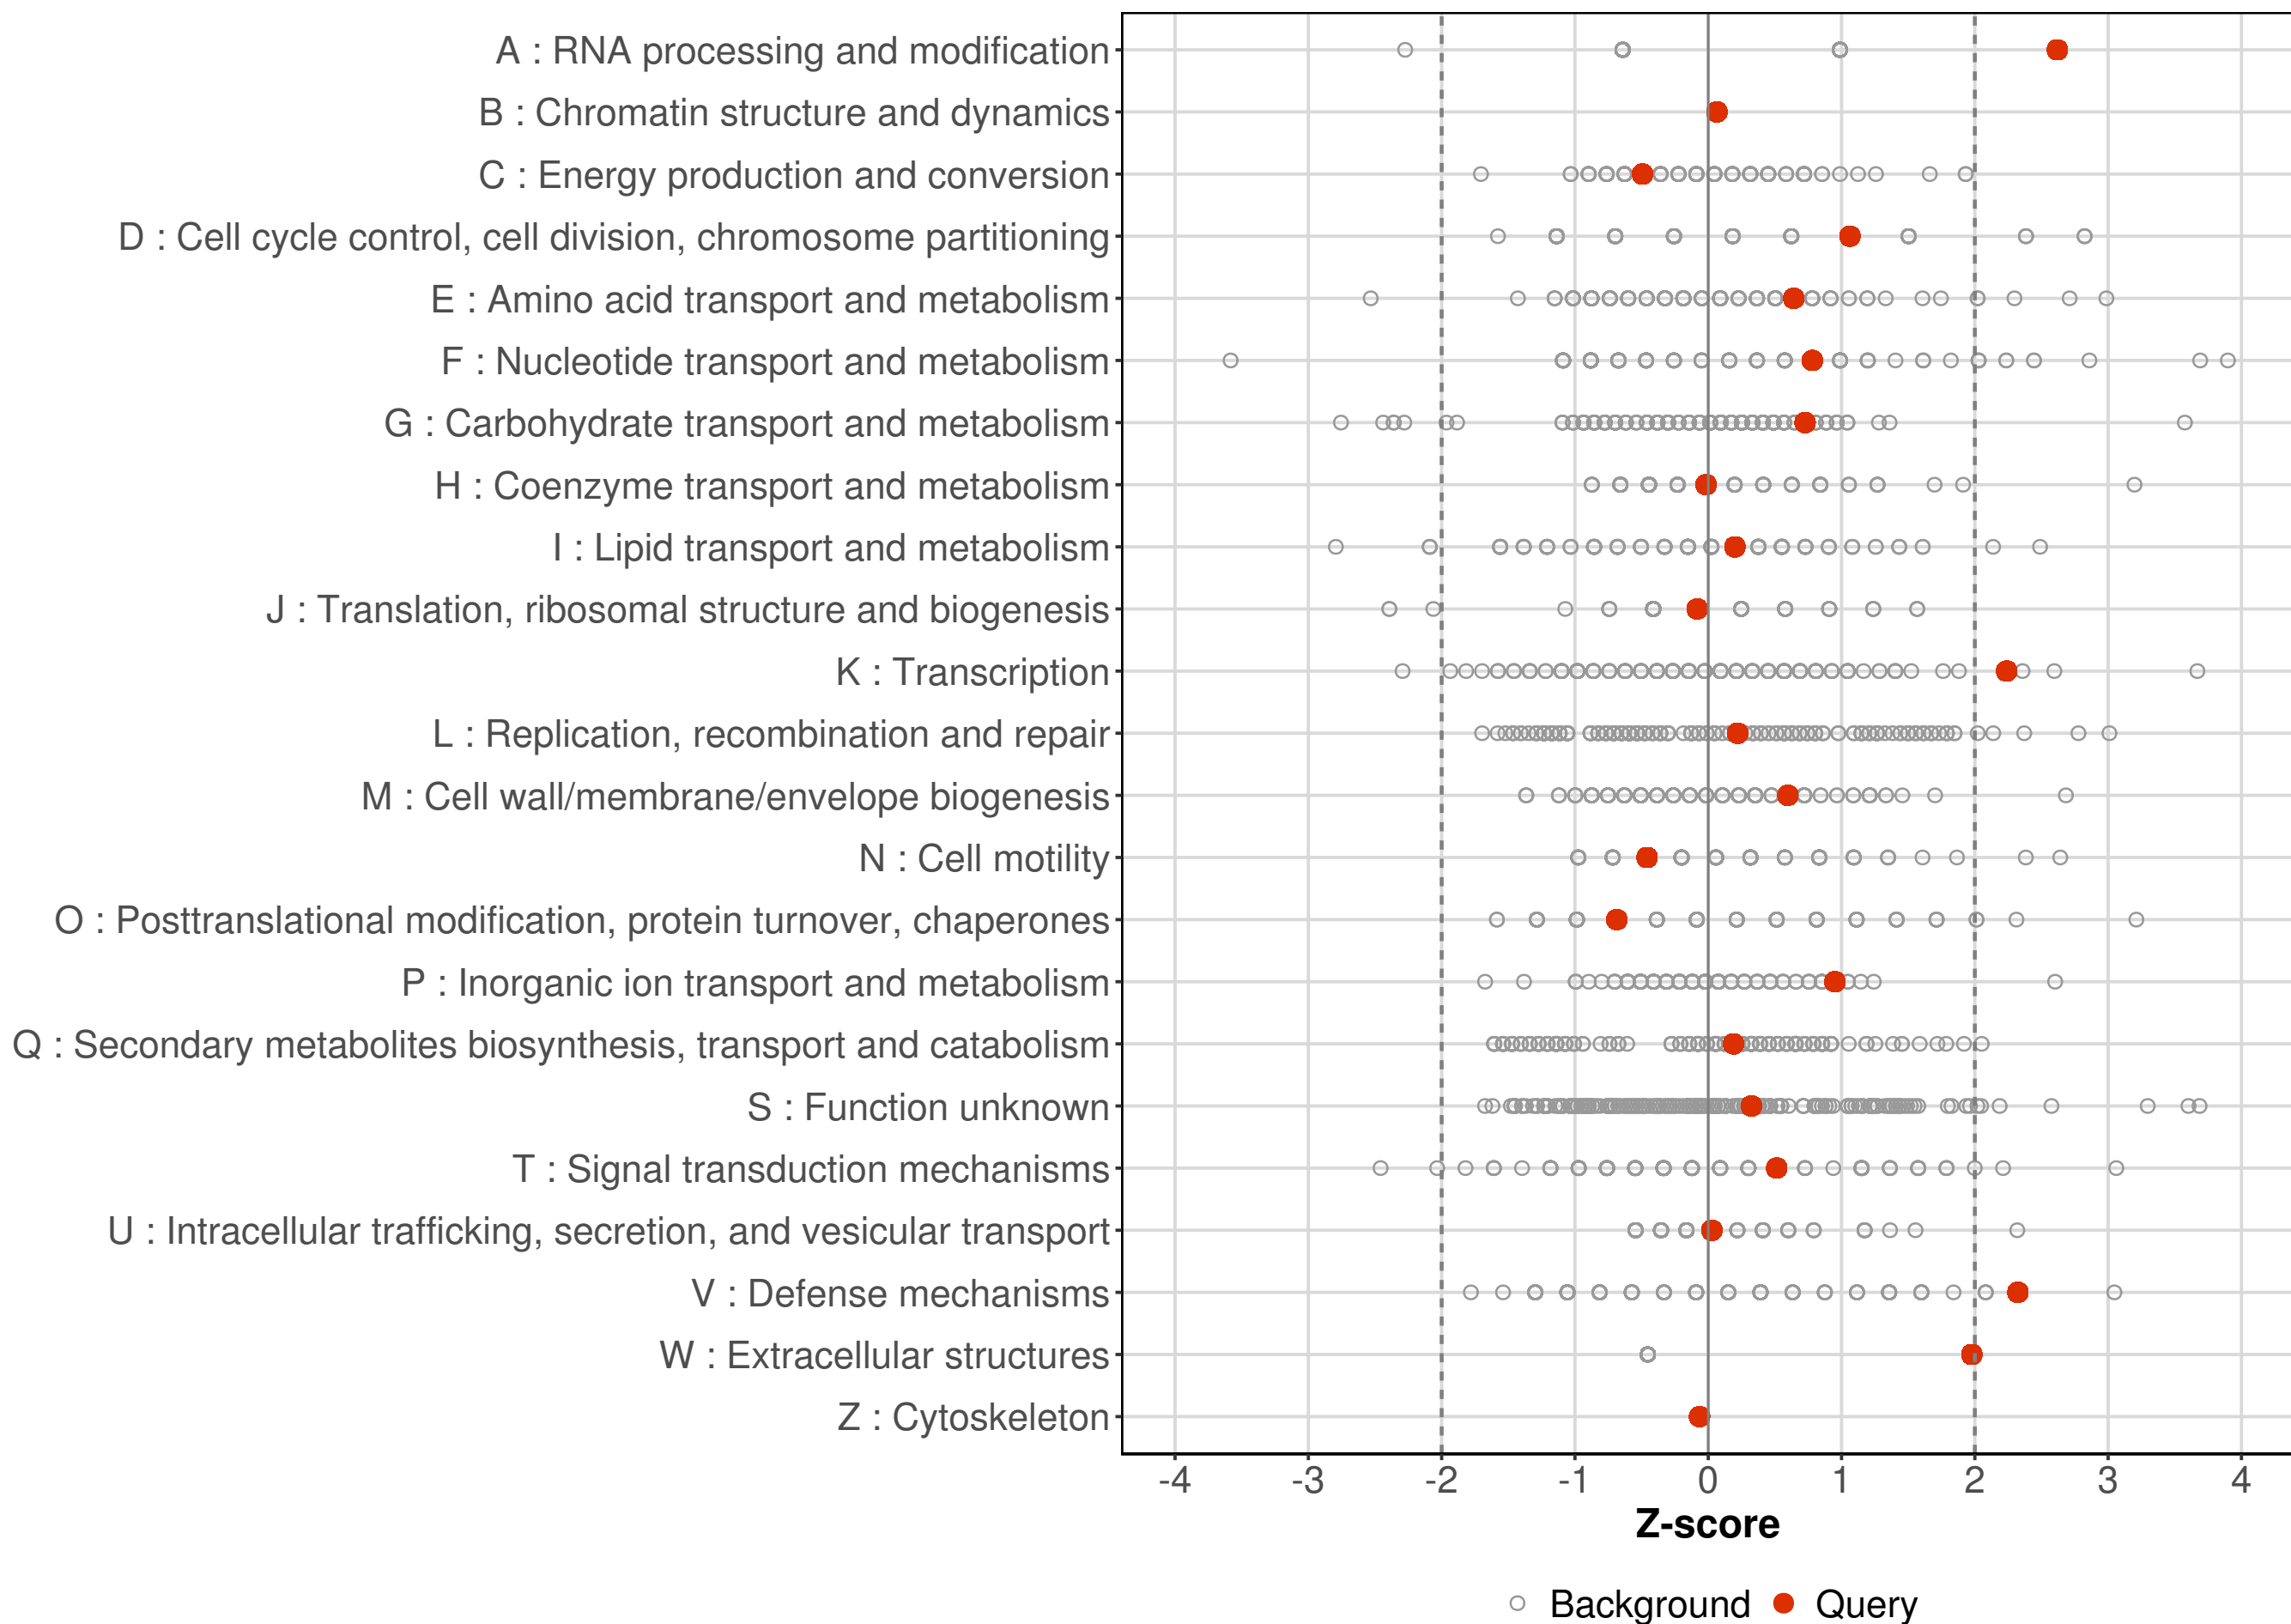 A : RNA processing and modification
B : Chromatin structure and dynamics
C : Energy production and conversion
D : Cell cycle control, cell division, chromosome partitioning
E : Amino acid transport and metabolism
F : Nucleotide transport and metabolism
G : Carbohydrate transport and metabolism
H : Coenzyme transport and metabolism
I : Lipid transport and metabolism
J : Translation, ribosomal structure and biogenesis
K : Transcription
L : Replication, recombination and repair
M : Cell wall/membrane/envelope biogenesis
N : Cell motility
O : Posttranslational modification, protein turnover, chaperones
P : Inorganic ion transport and metabolism
Q : Secondary metabolites biosynthesis, transport and catabolism
S : Function unknown
T : Signal transduction mechanisms
U : Intracellular trafficking, secretion, and vesicular transport
V : Defense mechanisms
W : Extracellular structures
Z : Cytoskeleton
-4 -3 -2 -1 0 1 2 3 4
Z-score
Background Query